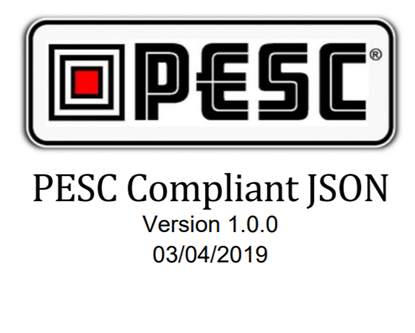 PESC®
PESC Compliant JSON
Version 1.0.0
03/04/2019